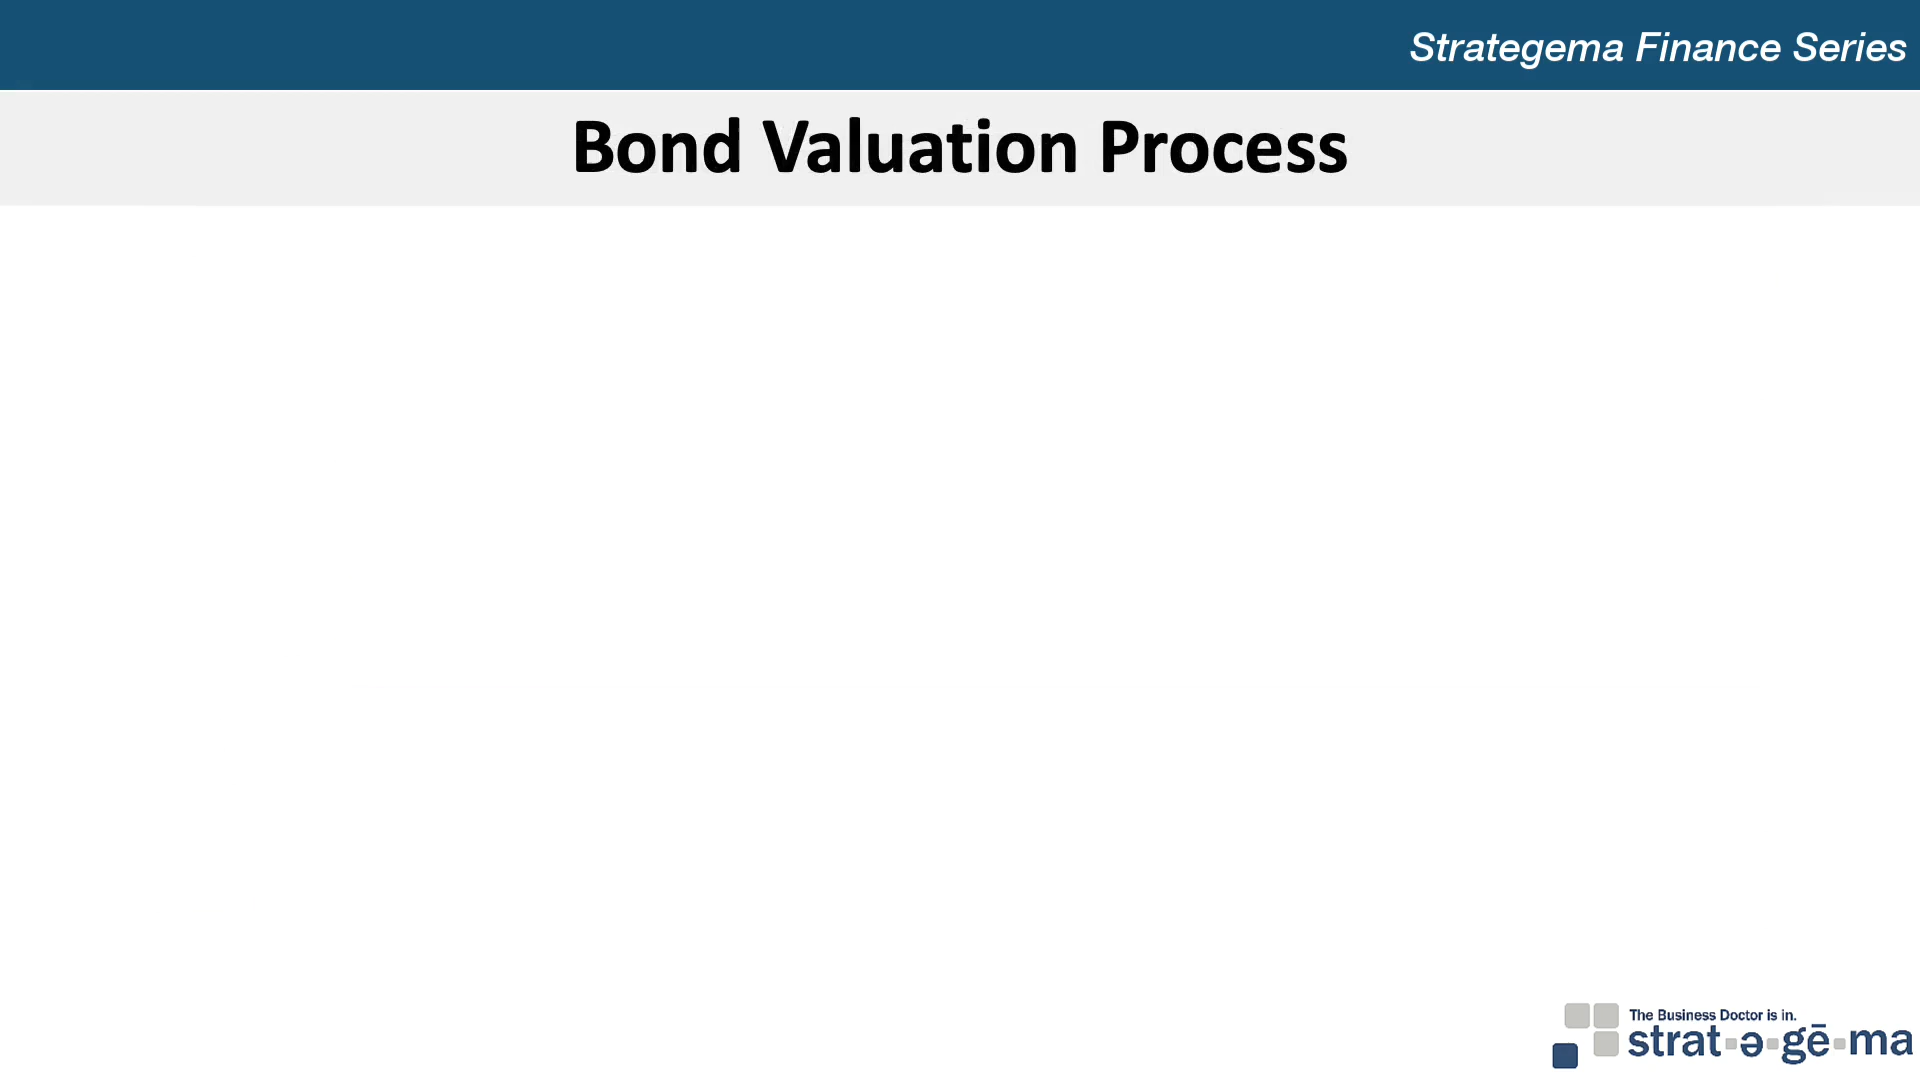 Strategema Finance Series
Bond Valuation Process
The Business Doctor is in.
strat▪ə▪gē▪ma